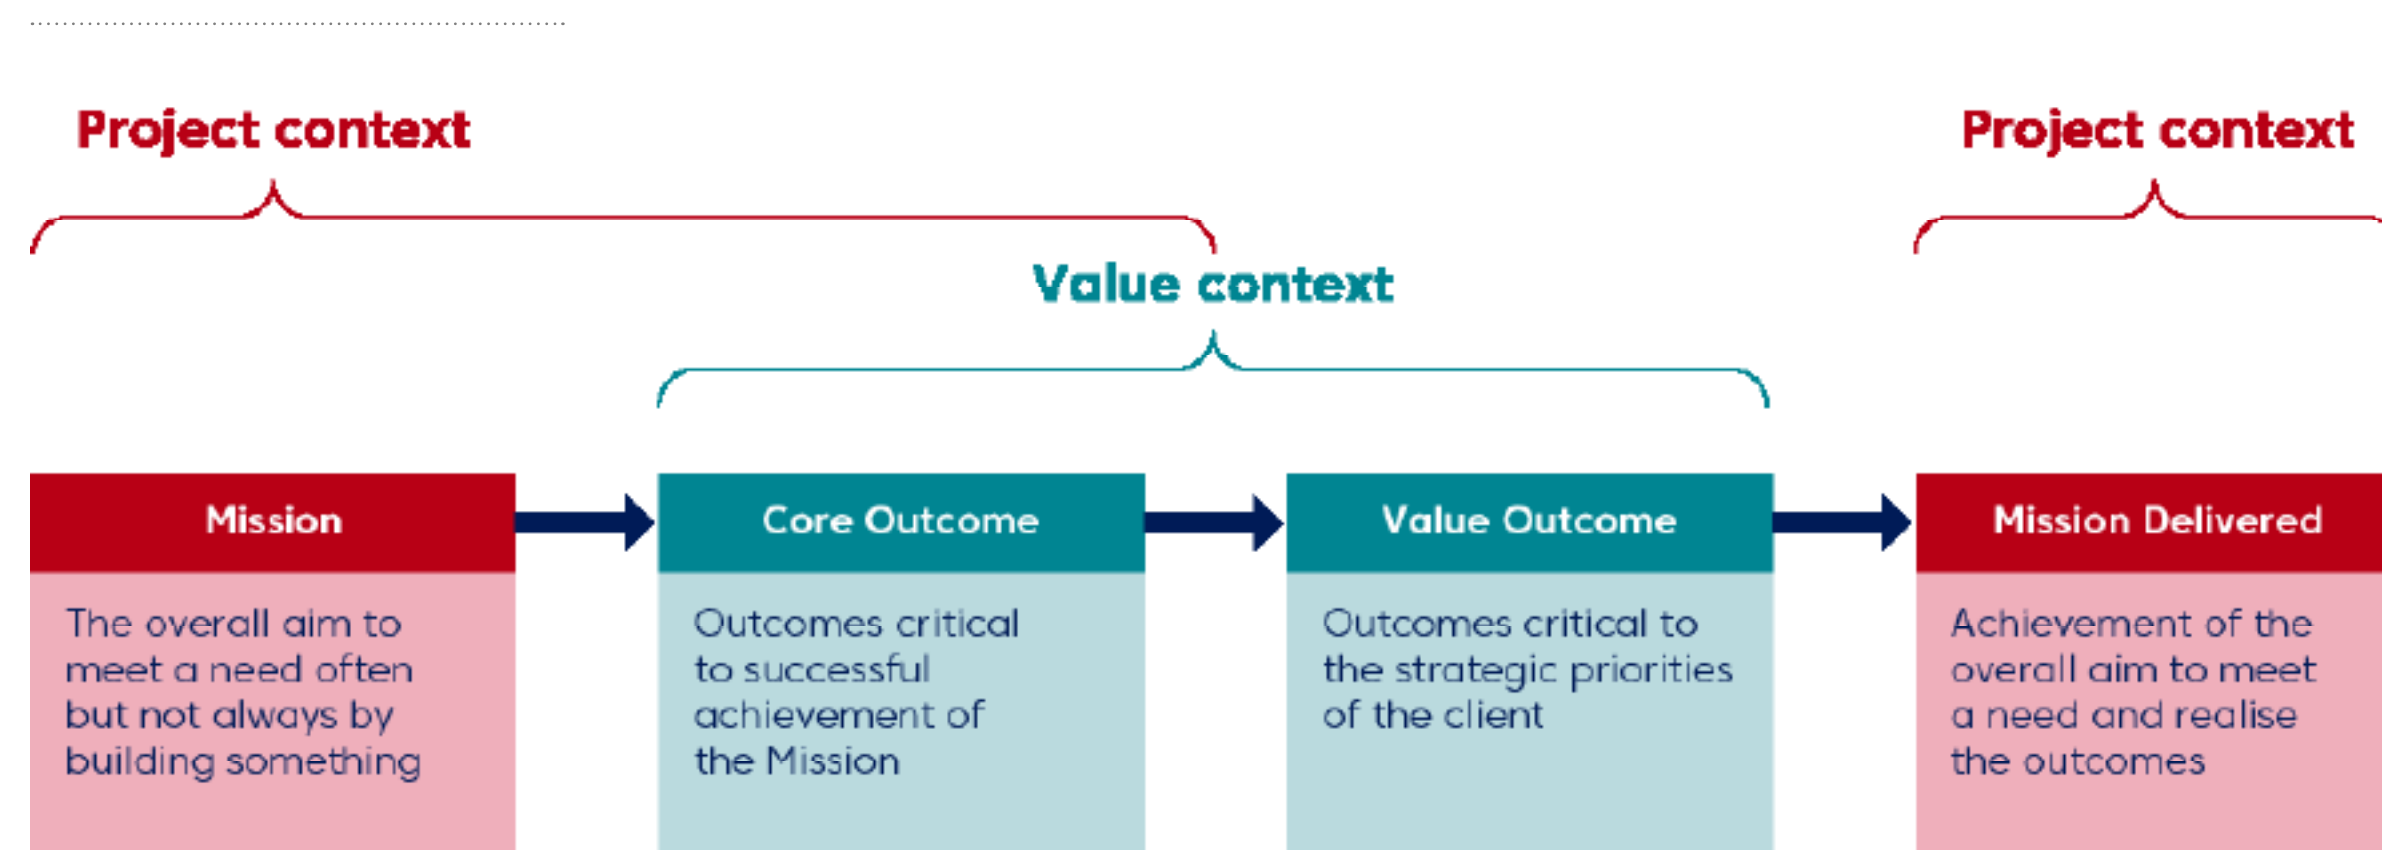 Project context
Project context
Value context
Mission
Core Outcome
Value Outcome
Mission Delivered
The overall aim to
meet a need often
but not always by
building something
Outcomes critical
to successful
achievement of
the Mission
Outcomes critical to
the strategic priorities
of the client
Achievement of the
overall aim to meet
a need and realise
the outcomes